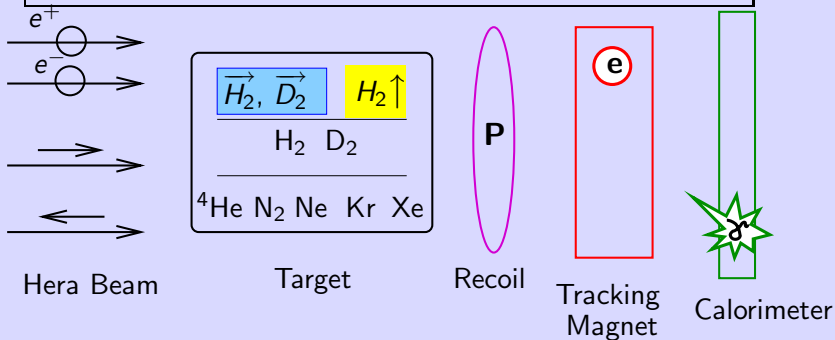 e⁺
e⁻
H₂, D₂ H₂↑
H₂ D₂
⁴He N₂ Ne Kr Xe
P
e
γ
Hera Beam
Target
Recoil
Tracking
Magnet
Calorimeter